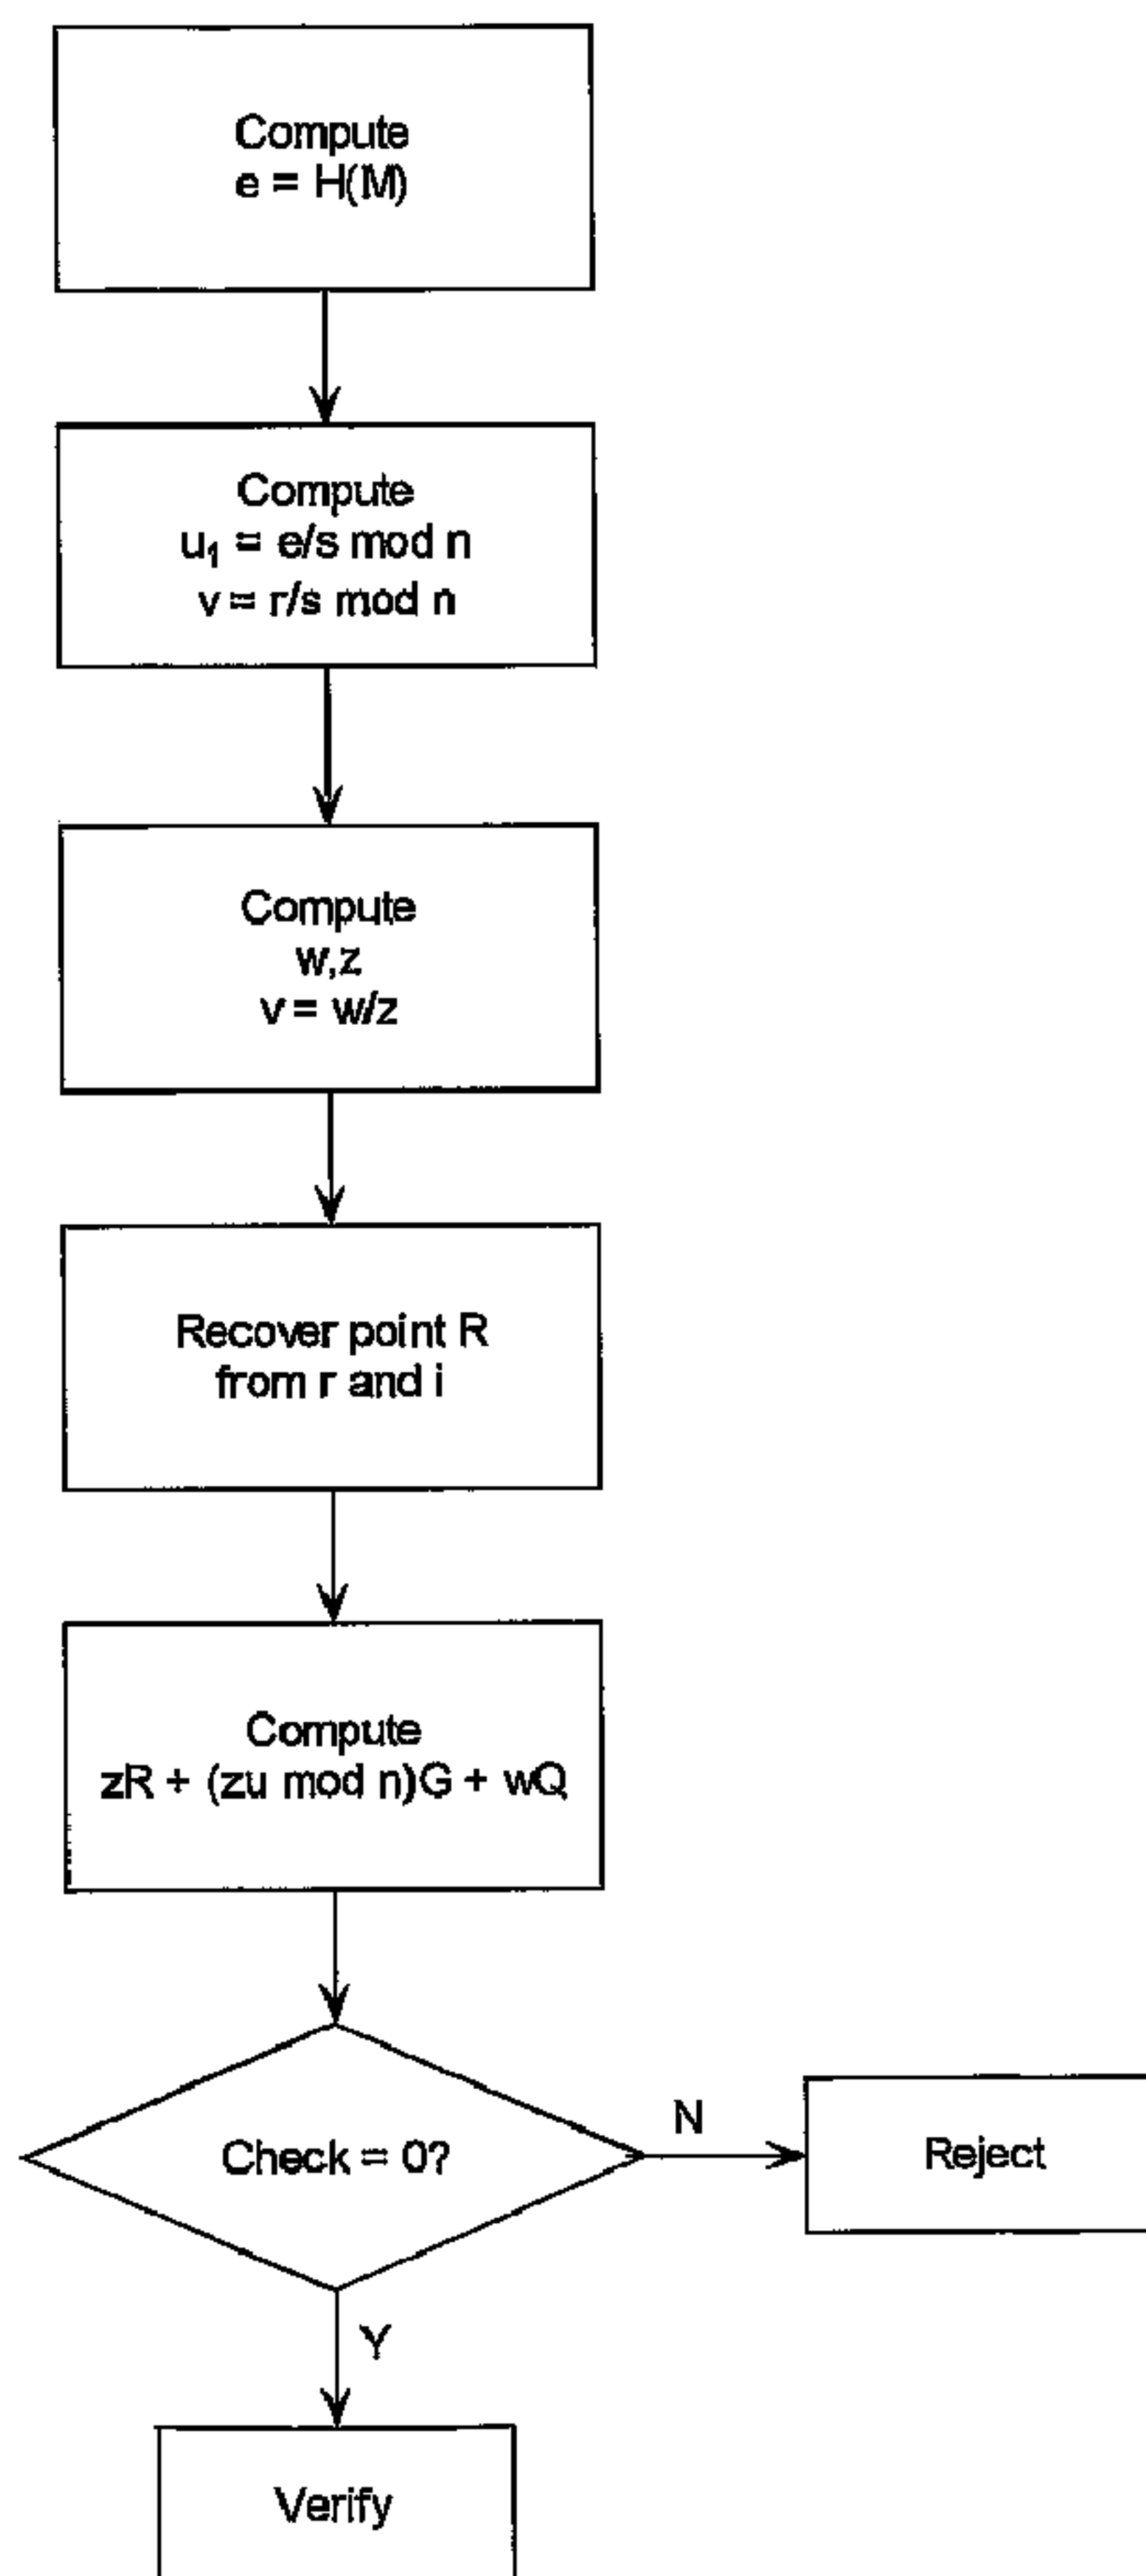 Compute
e = H(M)
Compute
u₁ = e/s mod n
v = r/s mod n
Compute
w,z
v = w/z
Recover point R
from r and i
Compute
zR + (zu mod n)G + wQ
Check = 0?
N
Reject
Y
Verify